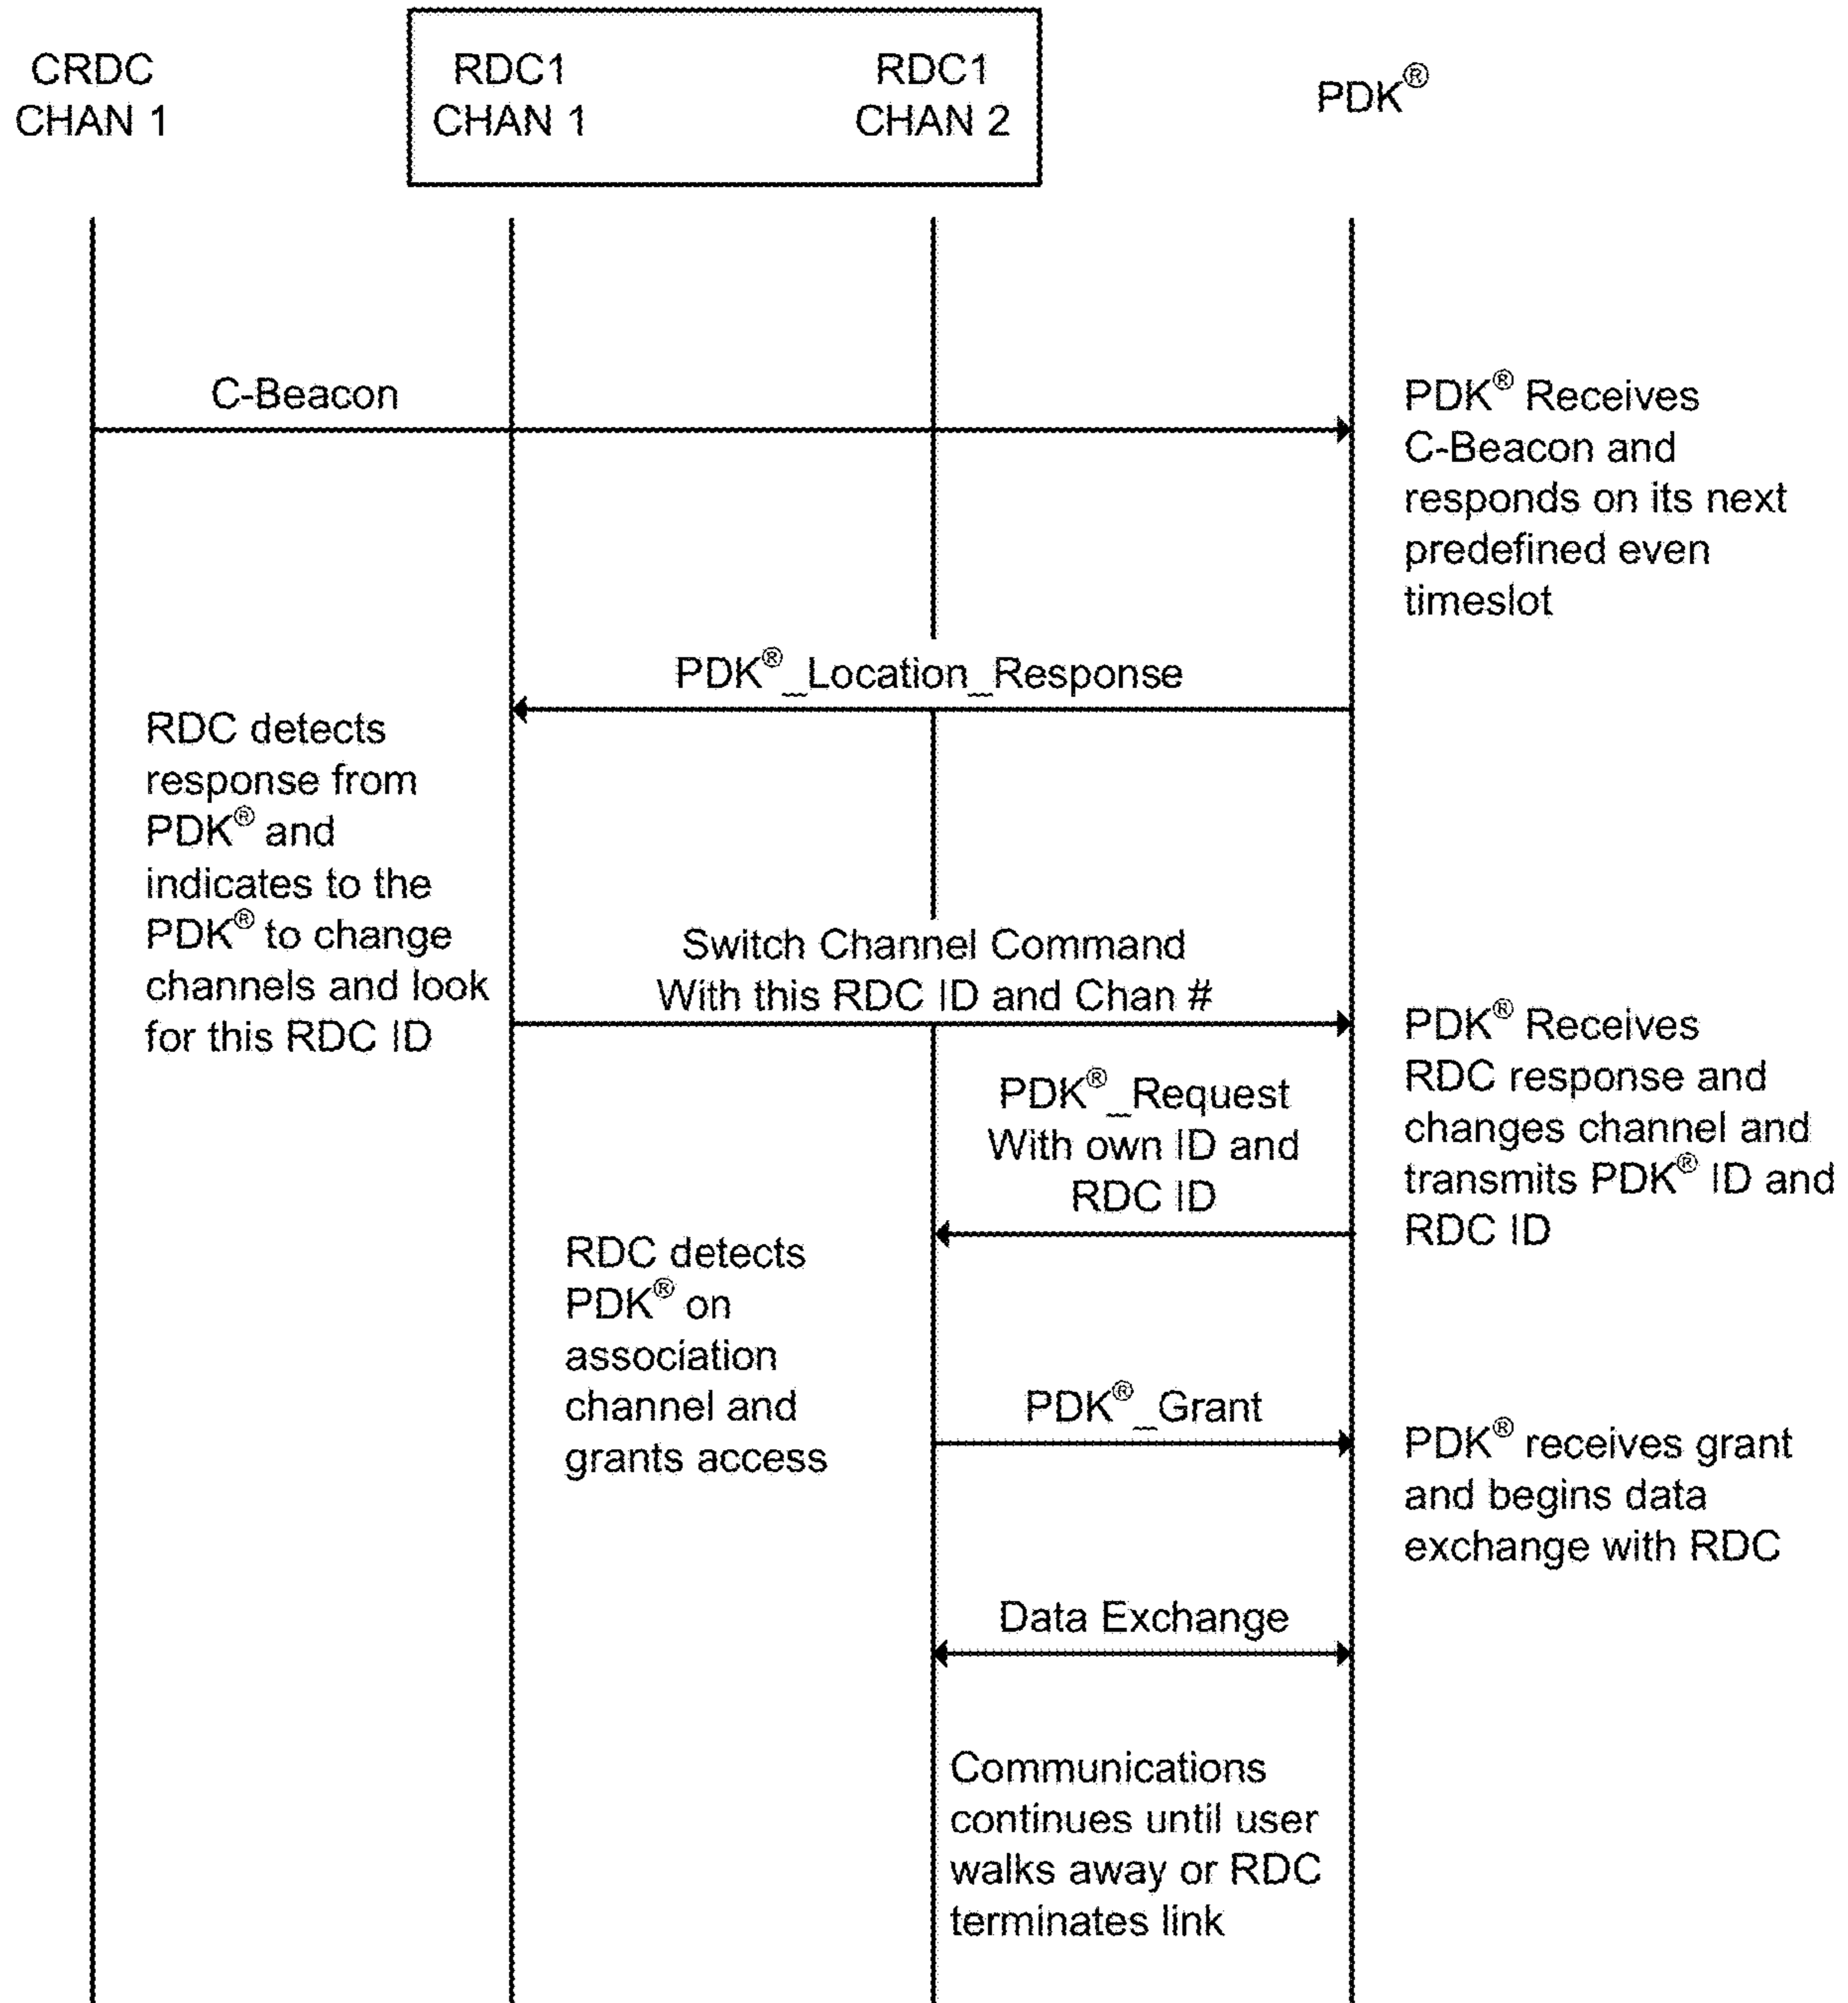 CRDC
CHAN 1
RDC1
CHAN 1
RDC1
CHAN 2
PDK®
C-Beacon
PDK® Receives
C-Beacon and
responds on its next
predefined even
timeslot
PDK®_Location_Response
RDC detects
response from
PDK® and
indicates to the
PDK® to change
channels and look
for this RDC ID
Switch Channel Command
With this RDC ID and Chan #
PDK® Receives
RDC response and
changes channel and
transmits PDK® ID and
RDC ID
PDK®_Request
With own ID and
RDC ID
RDC detects
PDK® on
association
channel and
grants access
PDK®_Grant
PDK® receives grant
and begins data
exchange with RDC
Data Exchange
Communications
continues until user
walks away or RDC
terminates link